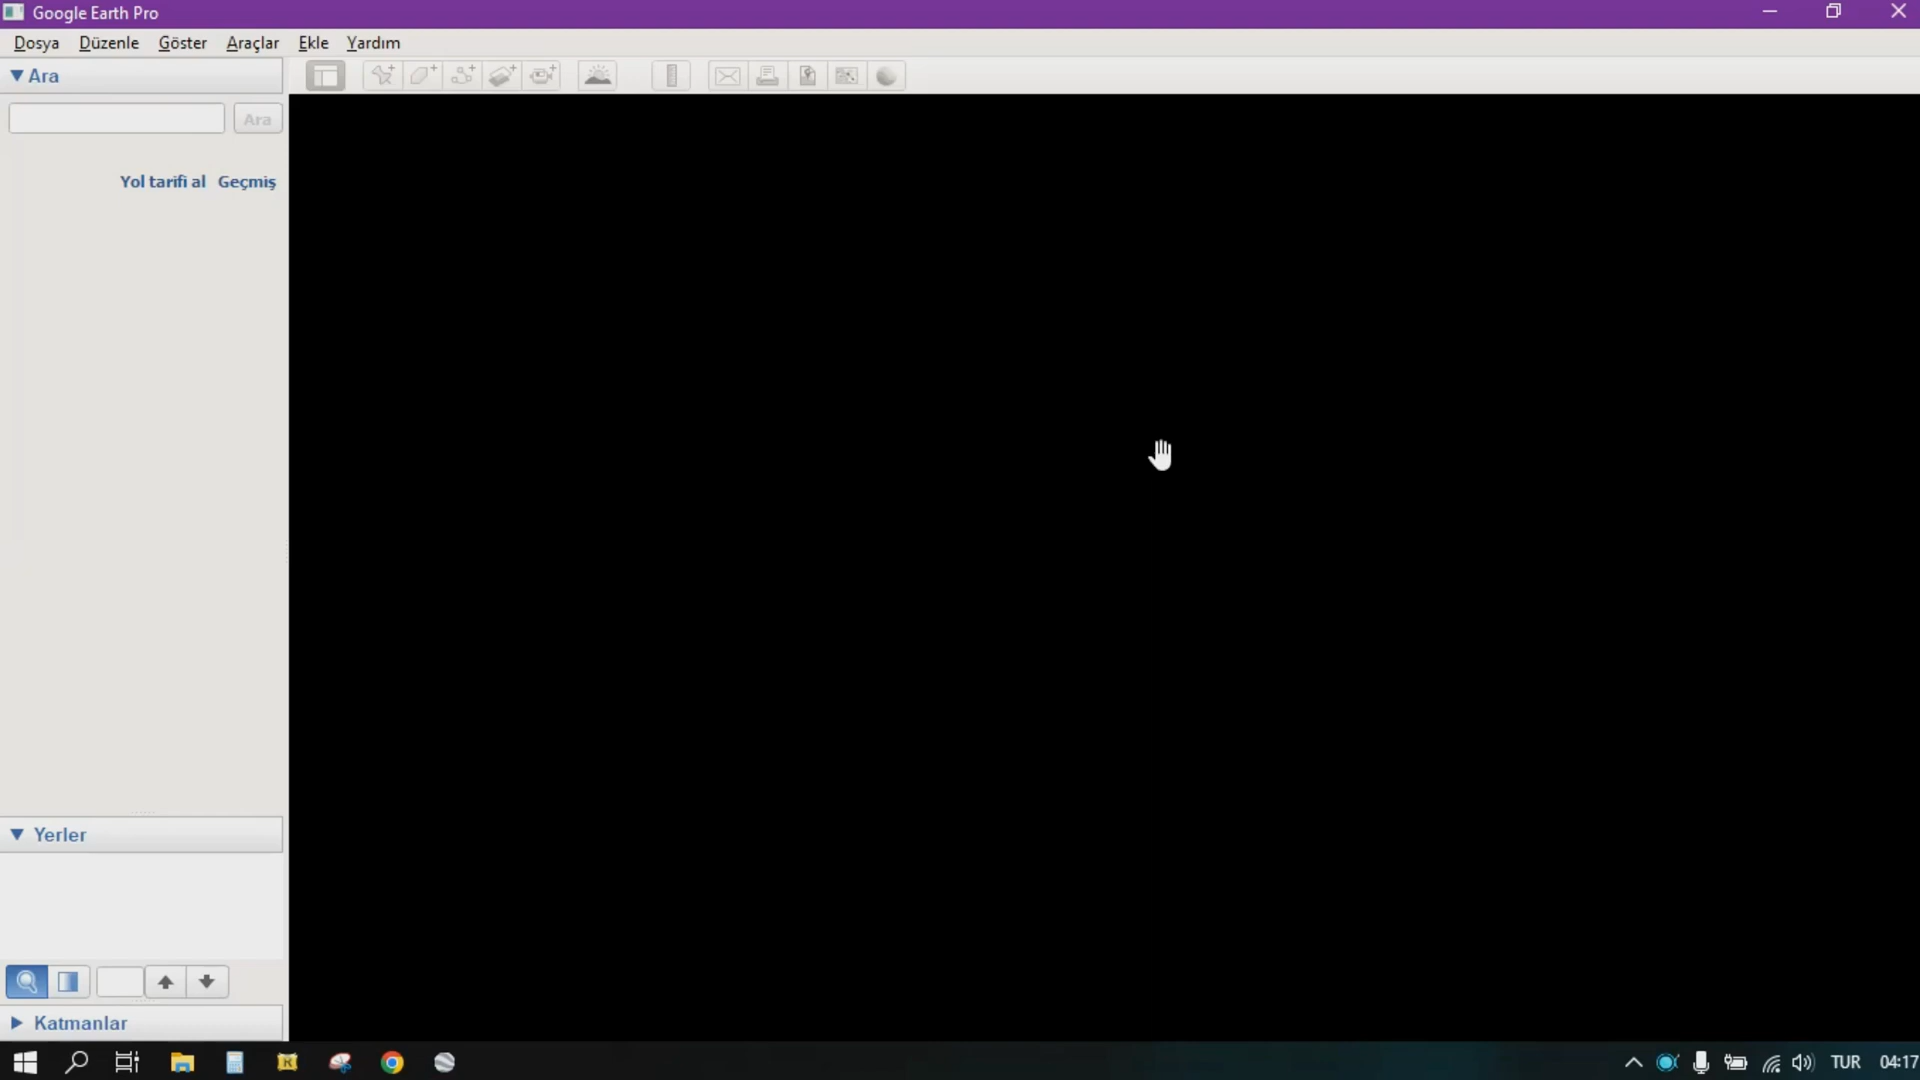 Google Earth Pro
Dosya Düzenle Göster Araçlar Ekle Yardım
Ara
Ara
Yol tarifi al Geçmiş
Yerler
Katmanlar
TUR 04:17